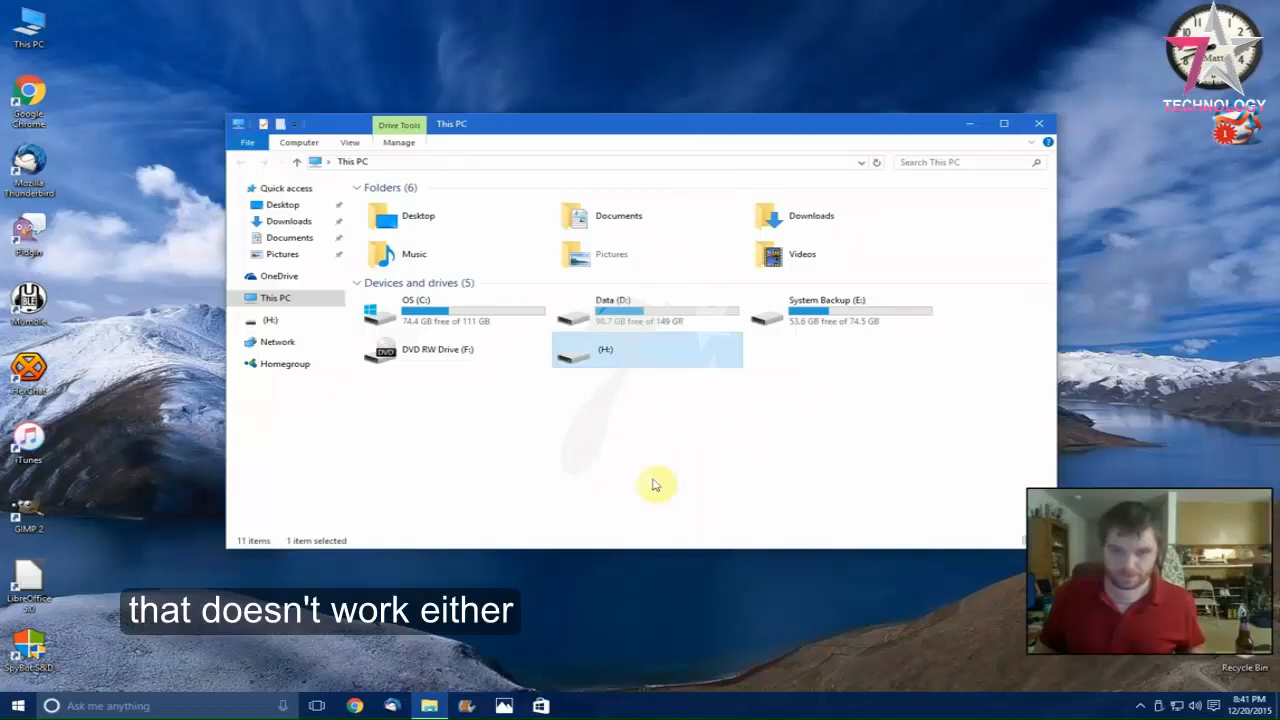 This PC
Google
Chrome
Mozilla
Thunderbird
Pidgin
Mumble
HexChat
iTunes
GIMP 2
LibreOffice
5.0
SpyBot S&D
Drive Tools
This PC
File
Computer
View
Manage
This PC
Search This PC
Quick access
Desktop
Downloads
Documents
Pictures
OneDrive
This PC
(H:)
Network
Homegroup
Folders (6)
Desktop
Documents
Downloads
Music
Pictures
Videos
Devices and drives (5)
OS (C:)
74.4 GB free of 111 GB
Data (D:)
98.7 GB free of 149 GB
System Backup (E:)
53.6 GB free of 74.5 GB
DVD
DVD RW Drive (F:)
(H:)
11 items
1 item selected
7
TECHNOLOGY
1
that doesn't work either
Recycle Bin
Ask me anything
8:41 PM
12/20/2015